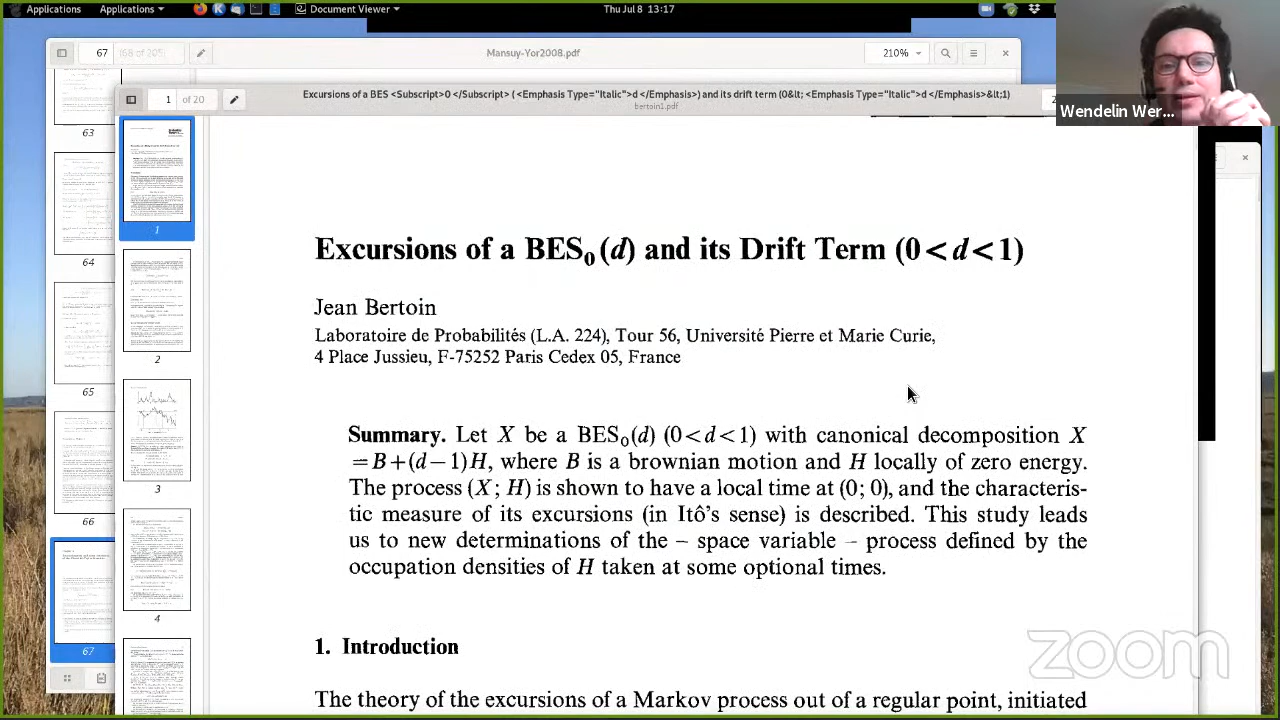 Applications
Applications
Document Viewer
Thu Jul 8 13:17
67 (68 of 205)
Mansuy-Yor2008.pdf
210%
1 of 20
Excursions of a BES <Subscript>0 </Subscript> (<Emphasis Type="Italic">d </Emphasis>) and its drift term (0&lt; <Emphasis Type="Italic">d </Emphasis>&lt;1)
bertoin1.pdf
Wendelin Wer...
63
64
65
66
67
1
2
3
4
Excursions of a BES₀(d) and its Drift Term (0<d<1)
Jean Bertoin
Laboratoire de Probabilités (L.A. 224), Tour 56, Université Pierre et Marie Curie,
4 Place Jussieu, F-75252 Paris Cedex 05, France
Summary. Let X be a BES₀(d) (0<d<1) with canonical decomposition X
=B+(d−1)H, where B is a brownian motion and H locally of zero energy.
The process (X; H) is shown to have a local time at (0; 0), and the characteris-
tic measure of its excursions (in Itô's sense) is described. This study leads
us to new determinations of the – space variable – process defined by the
occupation densities of H taken at some optional times.
1. Introduction
The theory of the excursions of a Markov process out of a regular point, initiated
zoom